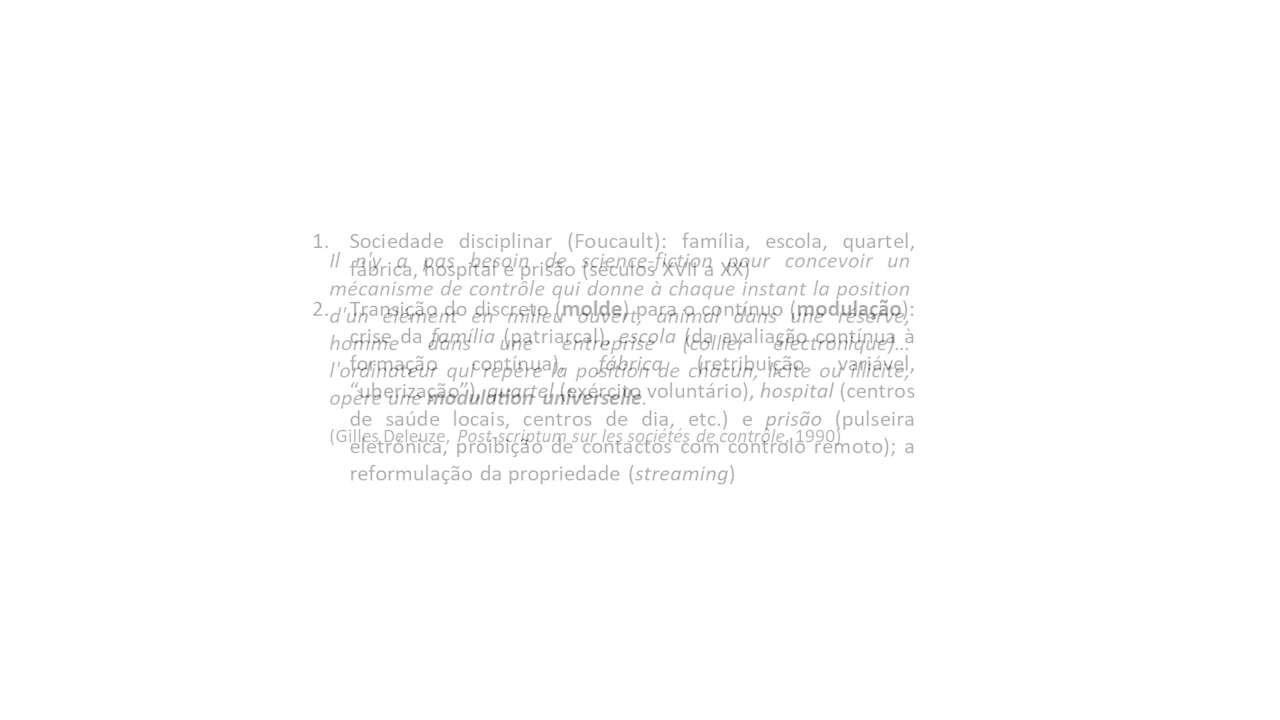 1. Sociedade disciplinar (Foucault): família, escola, quartel,
fábrica, hospital e prisão (séculos XVII a XX)
2. Transição do discreto (molde) para o contínuo (modulação):
crise da família (patriarcal), escola (da avaliação contínua à
formação contínua), fábrica (retribuição variável,
“uberização”), quartel (exército voluntário), hospital (centros
de saúde locais, centros de dia, etc.) e prisão (pulseira
eletrónica, proibição de contactos com controlo remoto); a
reformulação da propriedade (streaming)
Il n'y a pas besoin de science-fiction pour concevoir un
mécanisme de contrôle qui donne à chaque instant la position
d'un élément en milieu ouvert, animal dans une réserve,
homme dans une entreprise (collier électronique)…
l'ordinateur qui repère la position de chacun, licite ou illicite,
opère une modulation universelle.
(Gilles Deleuze, Post-scriptum sur les sociétés de contrôle, 1990)